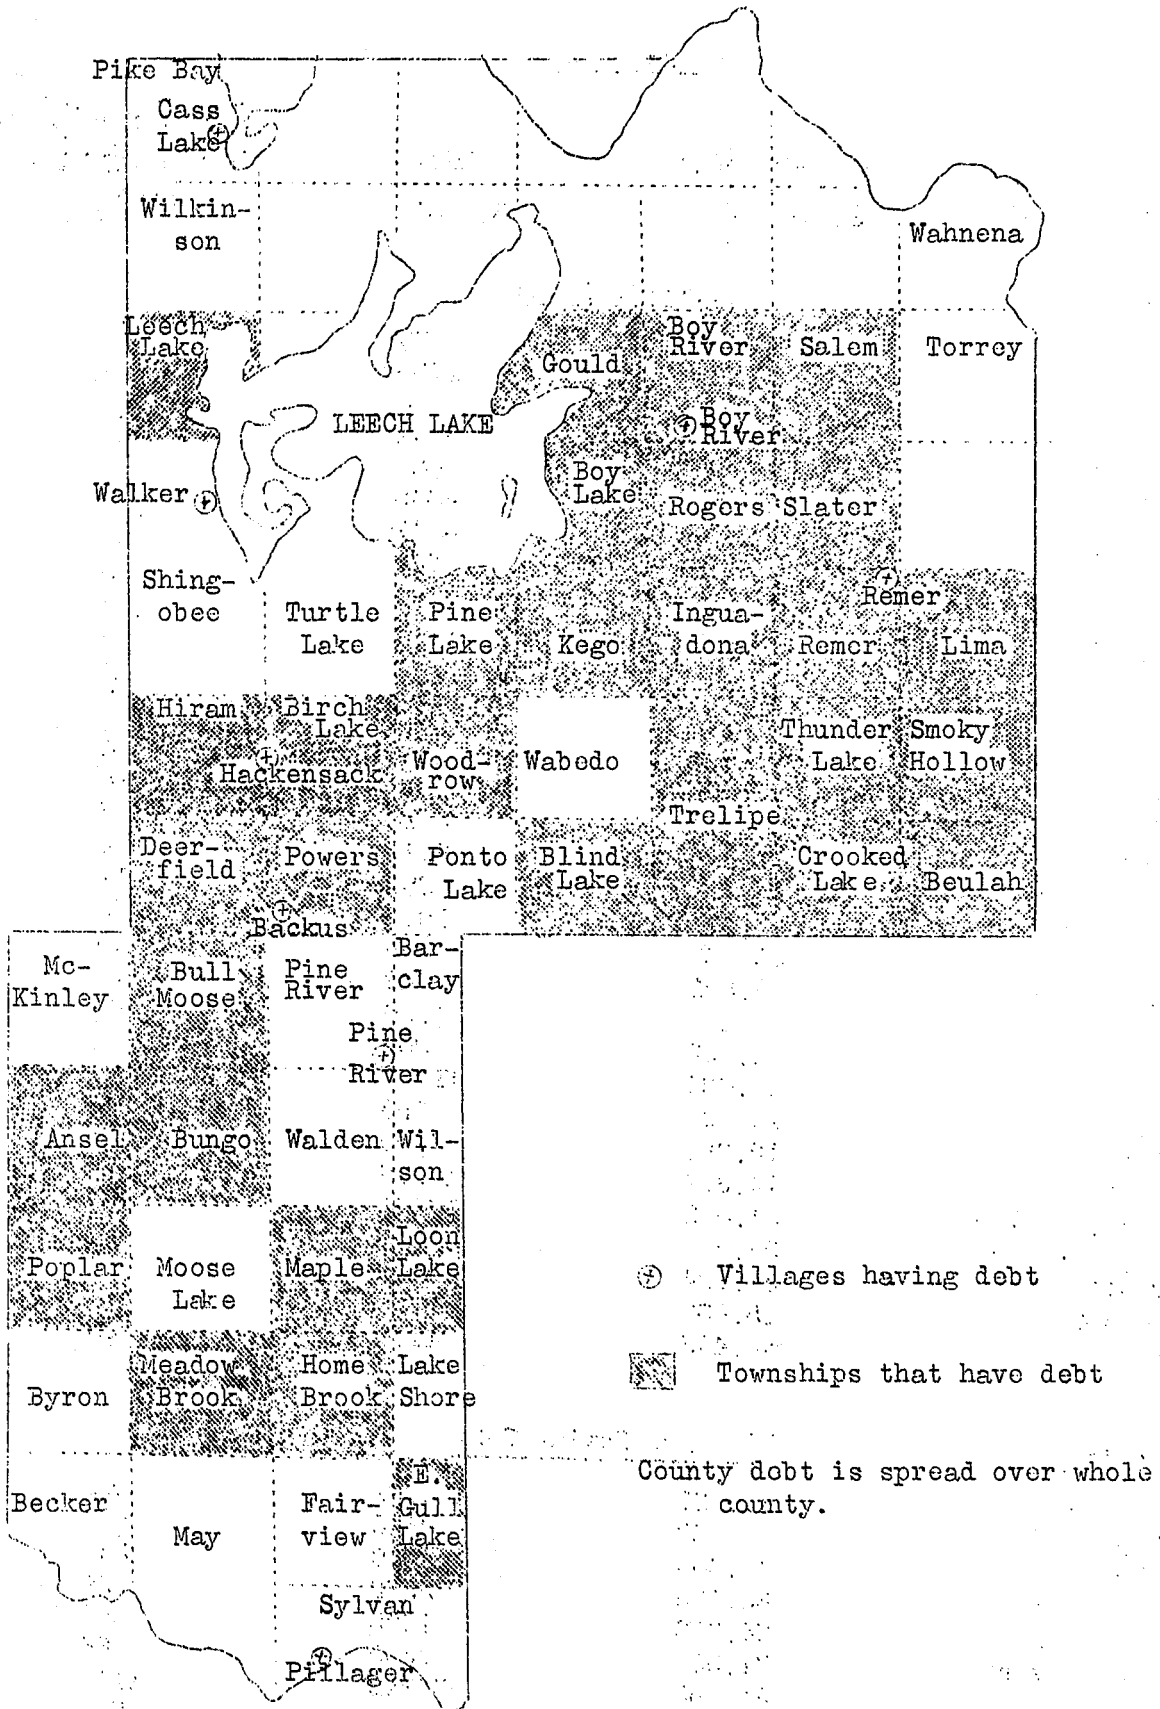 Pike Bay
Cass
Lake
Wilkin-
son
Wahnena
Leech
Lake
Gould
Boy
River
Salem
Torrey
LEECH LAKE
Boy
River
Walker
Boy
Lake
Rogers
Slater
Shing-
obee
Turtle
Lake
Pine
Lake
Kego
Ingua-
dona
Remer
Remer
Lima
Hiram
Birch
Lake
Hackensack
Wood-
row
Wabedo
Thunder
Lake
Smoky
Hollow
Trelipe
Deer-
field
Powers
Ponto
Lake
Blind
Lake
Crooked
Lake
Beulah
Backus
Mc-
Kinley
Bull
Moose
Pine
River
Bar-
clay
Pine
River
Ansel
Bungo
Walden
Wil-
son
Poplar
Moose
Lake
Maple
Loon
Lake
Villages having debt
Byron
Meadow
Brook
Home
Brook
Lake
Shore
Townships that have debt
Becker
May
Fair-
view
E.
Gull
Lake
County debt is spread over whole
county.
Sylvan
Pillager